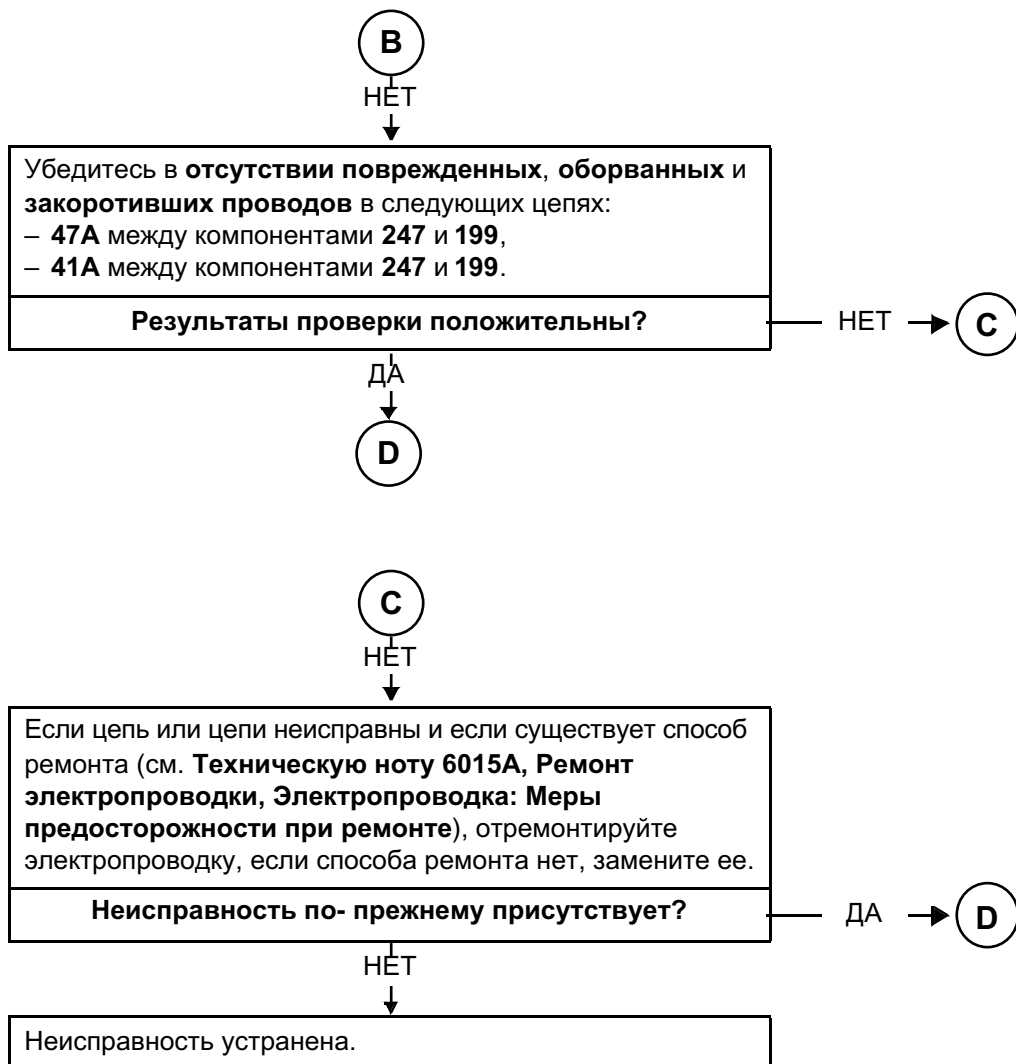 B
НЕТ
Убедитесь в отсутствии поврежденных, оборванных и
закоротивших проводов в следующих цепях:
– 47А между компонентами 247 и 199,
– 41А между компонентами 247 и 199.
Результаты проверки положительны?
НЕТ
C
ДА
D
C
НЕТ
Если цепь или цепи неисправны и если существует способ
ремонта (см. Техническую ноту 6015А, Ремонт
электропроводки, Электропроводка: Меры
предосторожности при ремонте), отремонтируйте
электропроводку, если способа ремонта нет, замените ее.
Неисправность по- прежнему присутствует?
ДА
D
НЕТ
Неисправность устранена.